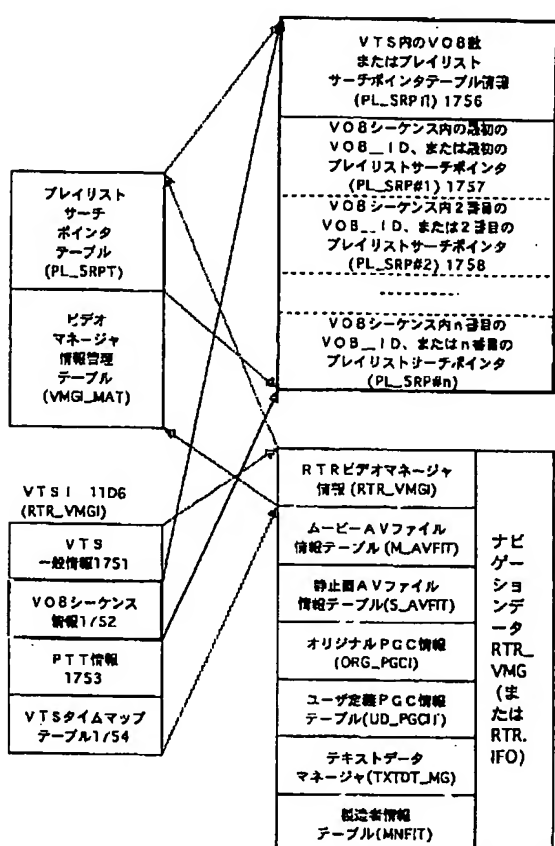 VTS内のVOB数
またはプレイリスト
サーチポインタテーブル情報
(PL_SRPTI) 1756
VOBシーケンス内の最初の
VOB_ID、または最初の
プレイリストサーチポインタ
(PL_SRP#1) 1757
VOBシーケンス内2番目の
VOB_ID、または2番目の
プレイリストサーチポインタ
(PL_SRP#2) 1758
………
VOBシーケンス内n番目の
VOB_ID、またはn番目の
プレイリストサーチポインタ
(PL_SRP#n)
プレイリスト
サーチ
ポインタ
テーブル
(PL_SRPT)
ビデオ
マネージャ
情報管理
テーブル
(VMGI_MAT)
VTSI 11D6
(RTR_VMGI)
VTS
一般情報1751
VOBシーケンス
情報1752
PTT情報
1753
VTSタイムマップ
テーブル1754
RTRビデオマネージャ
情報 (RTR_VMGI)
ムービーAVファイル
情報テーブル(M_AVFIT)
静止画AVファイル
情報テーブル(S_AVFIT)
オリジナルPGC情報
(ORG_PGCI)
ユーザ定義PGC情報
テーブル(UD_PGCIT)
テキストデータ
マネージャ(TXTDT_MG)
製造者情報
テーブル(MNFIT)
ナビ
ゲー
ショ
ンデ
ータ
RTR_
VMG
(ま
たは
RTR.
IFO)